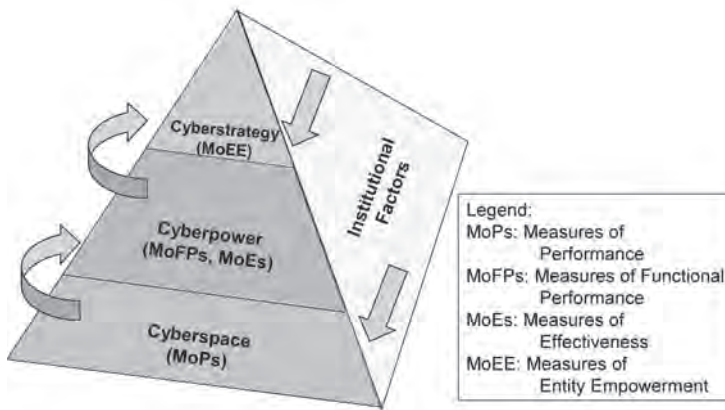 Cyberstrategy
(MoEE)
Institutional
Factors
Cyberpower
(MoFPs, MoEs)
Cyberspace
(MoPs)
Legend:
MoPs: Measures of
Performance
MoFPs: Measures of Functional
Performance
MoEs: Measures of
Effectiveness
MoEE: Measures of
Entity Empowerment